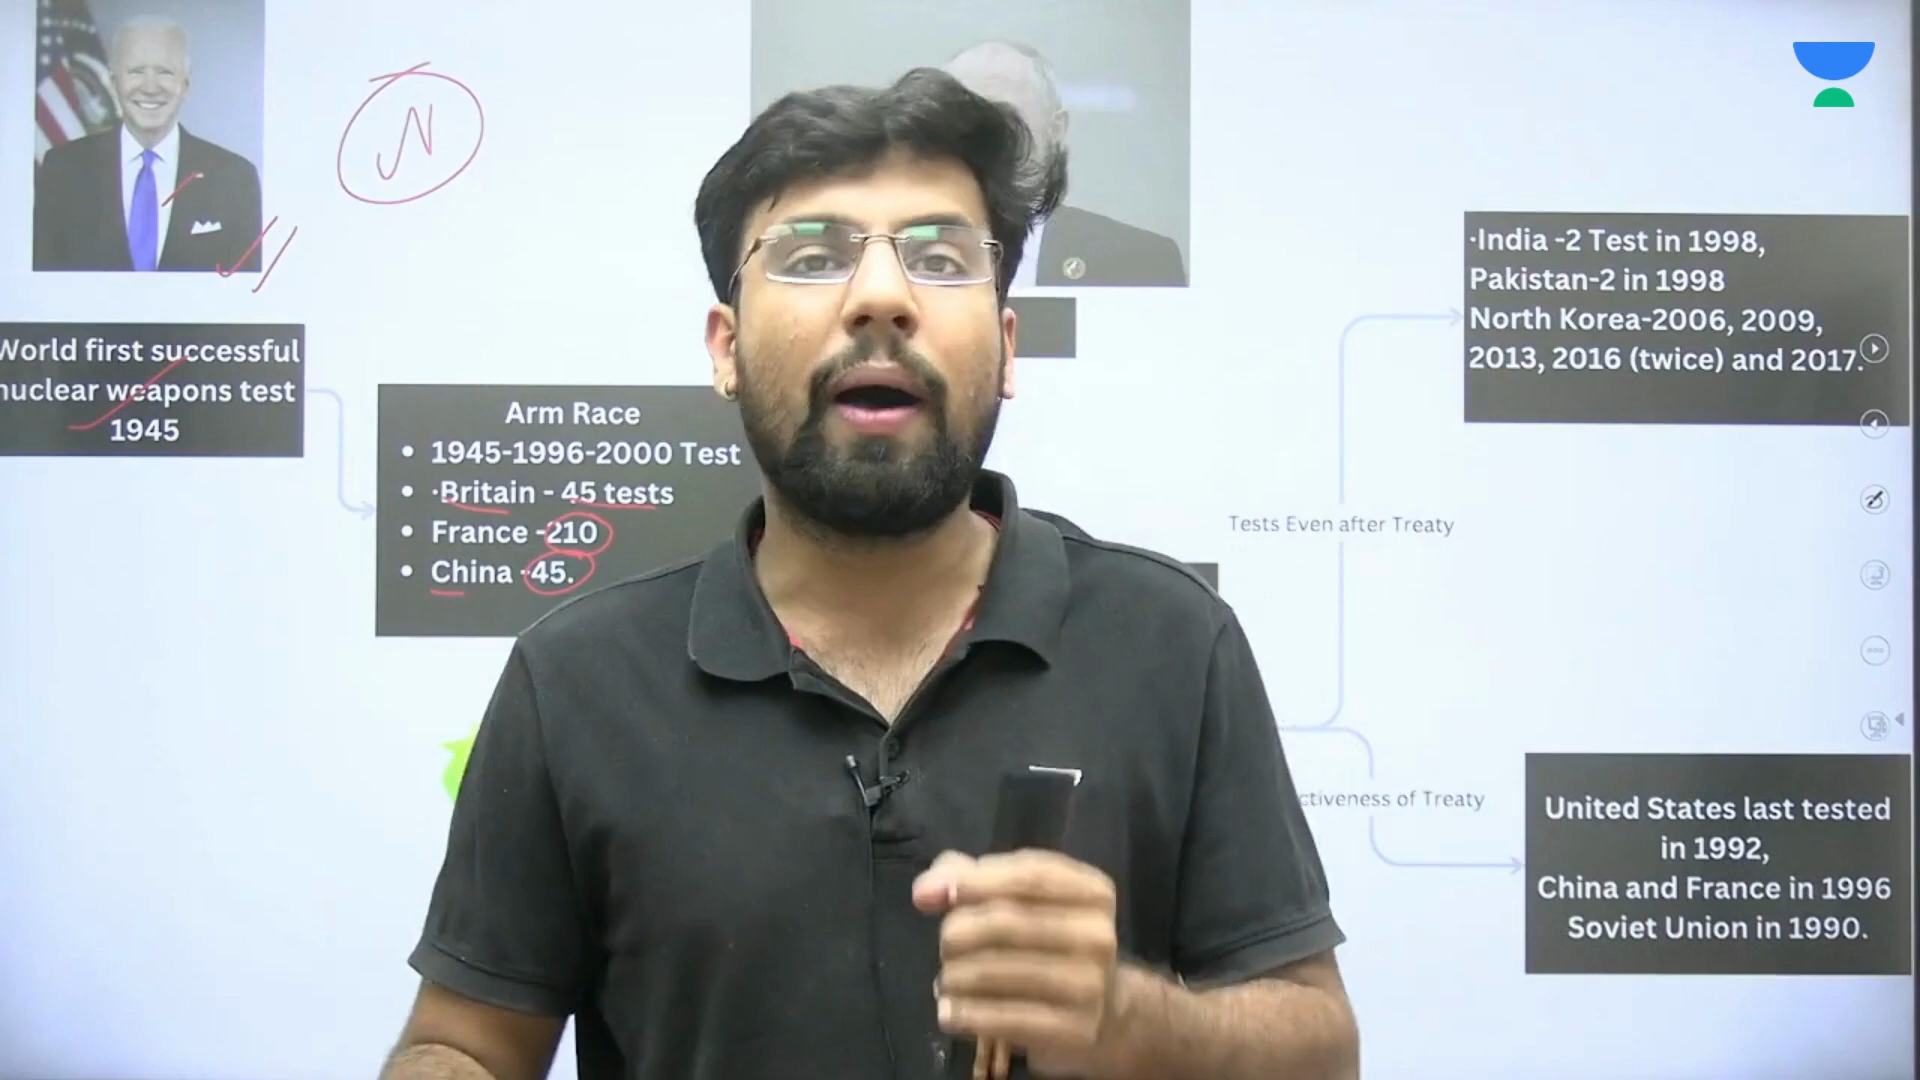 N
World first successful
nuclear weapons test
1945
Arm Race
• 1945-1996-2000 Test
• ·Britain - 45 tests
• France -210
• China -45.
·India -2 Test in 1998,
Pakistan-2 in 1998
North Korea-2006, 2009,
2013, 2016 (twice) and 2017.
Tests Even after Treaty
ctiveness of Treaty
United States last tested
in 1992,
China and France in 1996
Soviet Union in 1990.